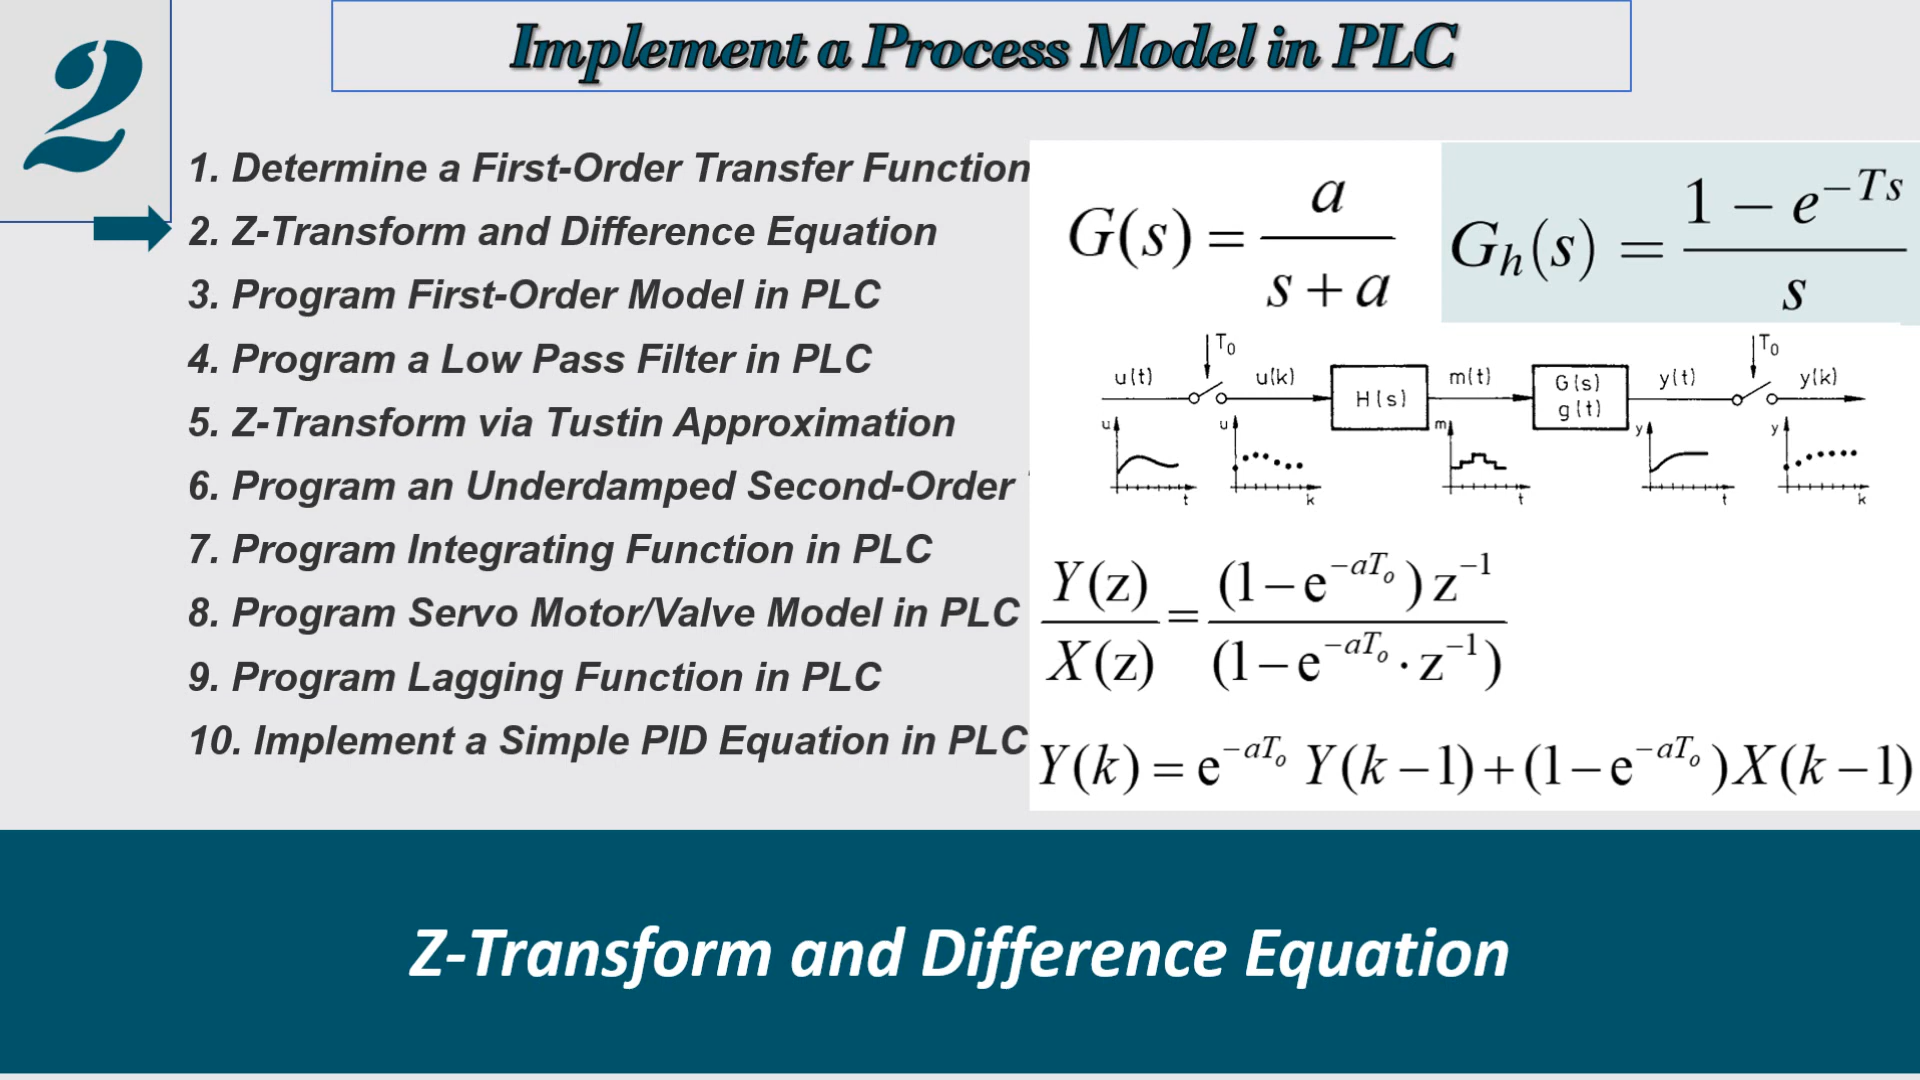 2
Implement a Process Model in PLC
1. Determine a First-Order Transfer Function
2. Z-Transform and Difference Equation
3. Program First-Order Model in PLC
4. Program a Low Pass Filter in PLC
5. Z-Transform via Tustin Approximation
6. Program an Underdamped Second-Order
7. Program Integrating Function in PLC
8. Program Servo Motor/Valve Model in PLC
9. Program Lagging Function in PLC
10. Implement a Simple PID Equation in PLC
G(s) = a / (s + a)
G_h(s) = (1 − e^{−Ts}) / s
T₀ T₀
u(t) u(k) H(s) m(t) G(s) y(t) y(k)
g(t)
u u m y y
t k t t k
Y(z)/X(z) = (1−e^{−aT_o})z^{−1} / (1−e^{−aT_o}·z^{−1})
Y(k) = e^{−aT_o} Y(k−1)+(1−e^{−aT_o})X(k−1)
Z-Transform and Difference Equation